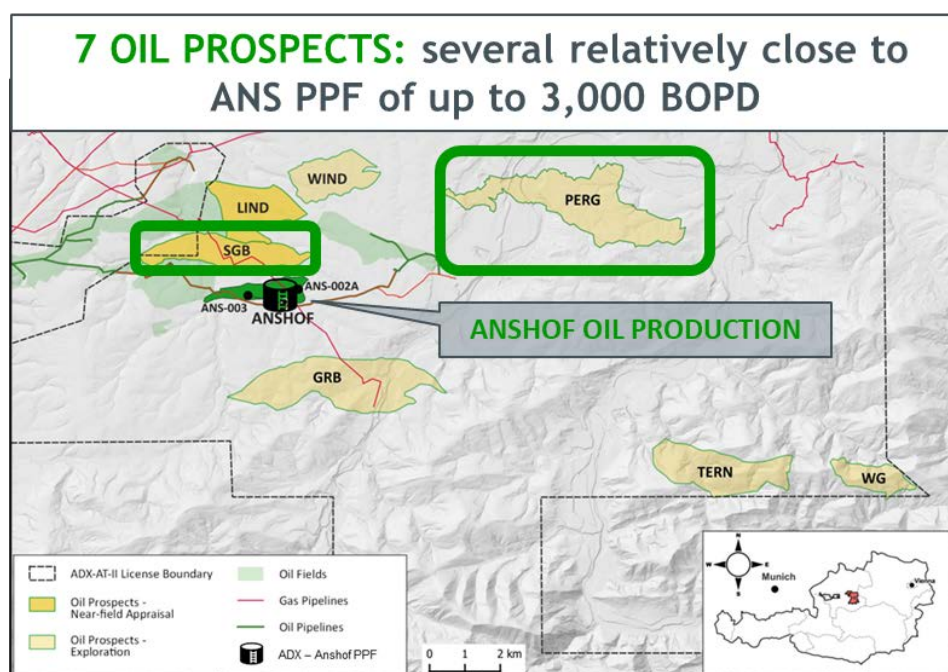 7 OIL PROSPECTS: several relatively close to
ANS PPF of up to 3,000 BOPD
WIND
LIND
PERG
SGB
ANS-002A
ANS-003
ANSHOF
ANSHOF OIL PRODUCTION
GRB
TERN
WG
ADX-AT-II License Boundary
Oil Prospects -
Near-field Appraisal
Oil Prospects -
Exploration
Oil Fields
Gas Pipelines
Oil Pipelines
ADX – Anshof PPF
0 1 2 km
N
W E
S
Munich
Vienna